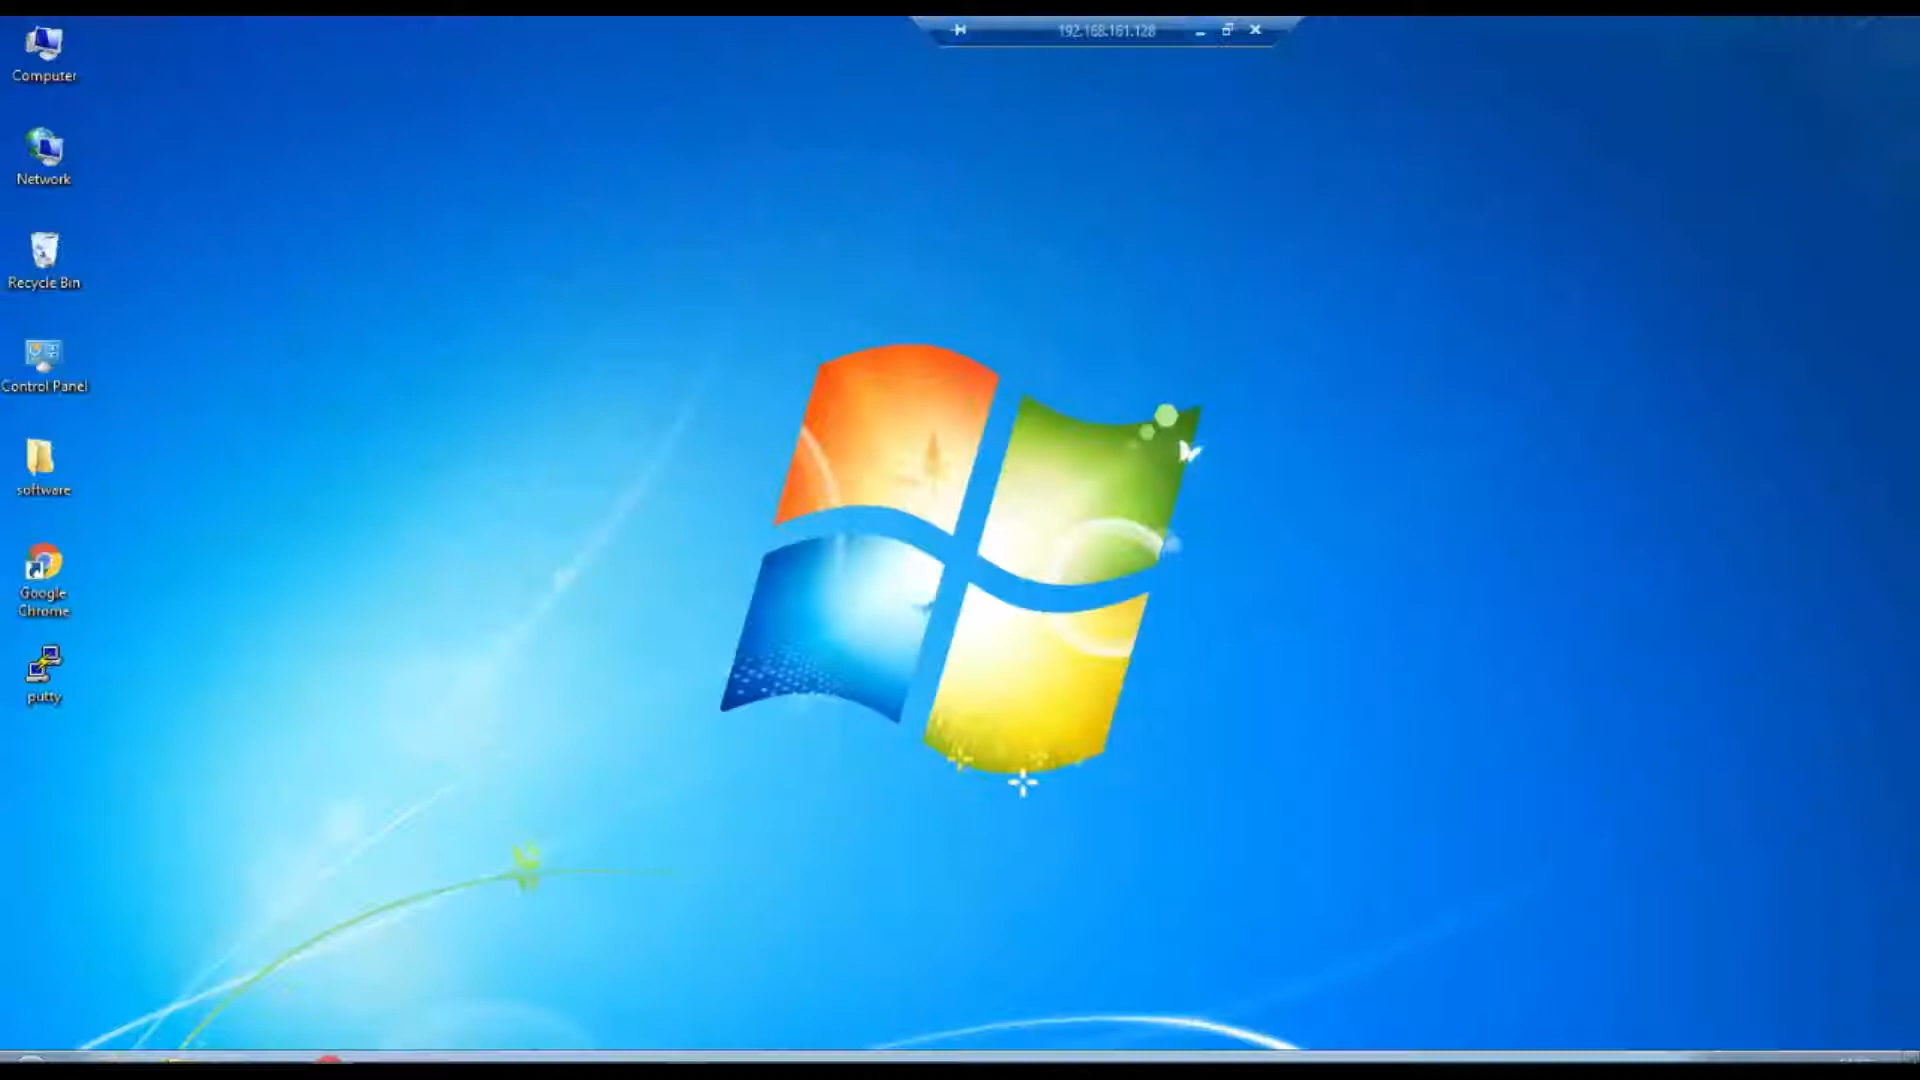 192.168.161.128
Computer
Network
Recycle Bin
Control Panel
software
Google
Chrome
putty